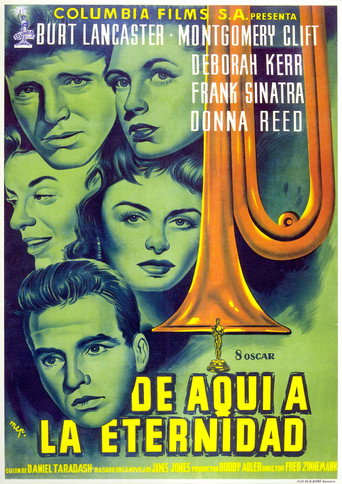 COLUMBIA FILMS S.A. PRESENTA
BURT LANCASTER · MONTGOMERY CLIFT
DEBORAH KERR
FRANK SINATRA
DONNA REED
8 OSCAR
DE AQUI A
LA ETERNIDAD
GUION DE DANIEL TARADASH BASADO EN LA NOVELA DE JAMES JONES PRODUCTOR BUDDY ADLER DIRECTOR FRED ZINNEMANN